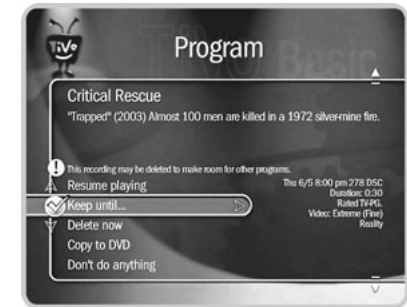 TiVo
Program
Critical Rescue
"Trapped" (2003) Almost 100 men are killed in a 1972 silver-mine fire.
This recording may be deleted to make room for other programs.
Resume playing
Thu 6/5 8:00 pm 278 DSC
Duration: 0:30
Keep until...
Rated TV-PG.
Video: Extreme (Fine)
Delete now
Reality
Copy to DVD
Don't do anything